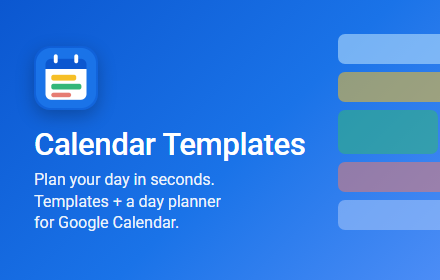 Calendar Templates
Plan your day in seconds.
Templates + a day planner
for Google Calendar.